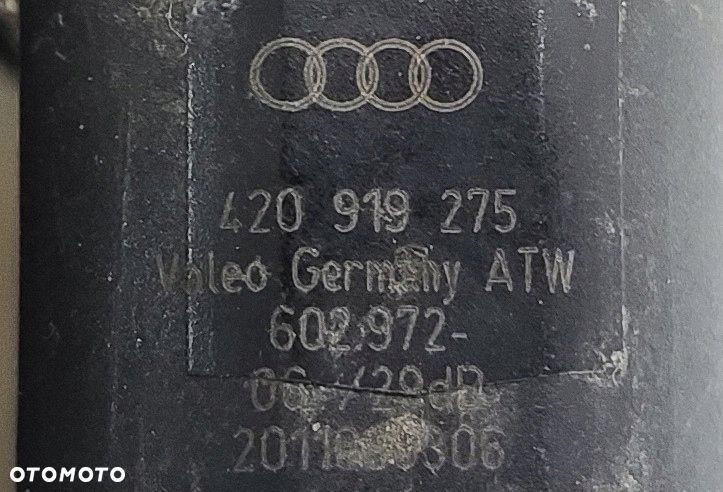 420 919 275
Valeo Germany ATW
602.972-
OTOMOTO